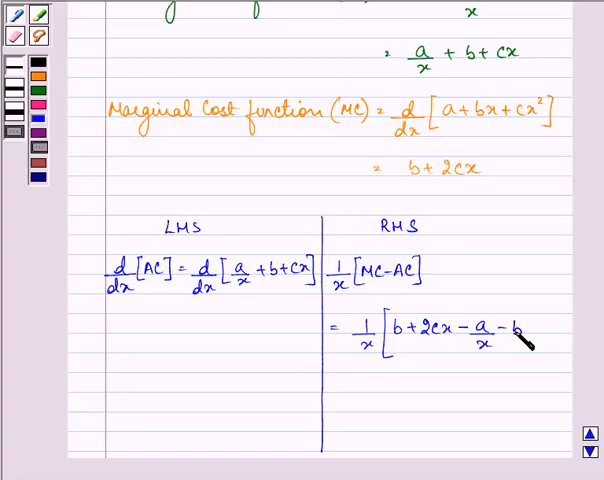 x
= a/x + b + cx
Marginal Cost function (MC) = d/dx [a + bx + cx²]
= b + 2cx
LHS RHS
d/dx [AC] = d/dx [a/x + b + cx] 1/x [MC - AC]
= 1/x [b + 2cx - a/x - b